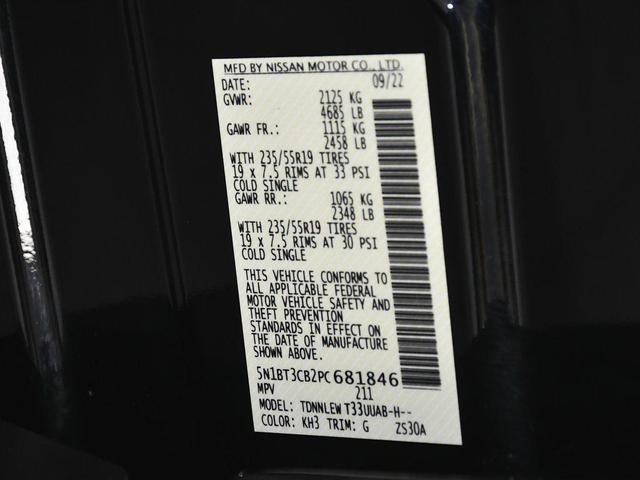 MFD BY NISSAN MOTOR CO., LTD.
DATE: 09/22
GVWR: 2125 KG
4685 LB
GAWR FR.: 1115 KG
2458 LB
WITH 235/55R19 TIRES
19 x 7.5 RIMS AT 33 PSI
COLD SINGLE
GAWR RR.: 1065 KG
2348 LB
WITH 235/55R19 TIRES
19 x 7.5 RIMS AT 30 PSI
COLD SINGLE
THIS VEHICLE CONFORMS TO
ALL APPLICABLE FEDERAL
MOTOR VEHICLE SAFETY AND
THEFT PREVENTION
STANDARDS IN EFFECT ON
THE DATE OF MANUFACTURE
SHOWN ABOVE.
5N1BT3CB2PC681846
MPV 211
MODEL: TDNNLEW T33UUAB-H--
COLOR: KH3 TRIM: G ZS30A